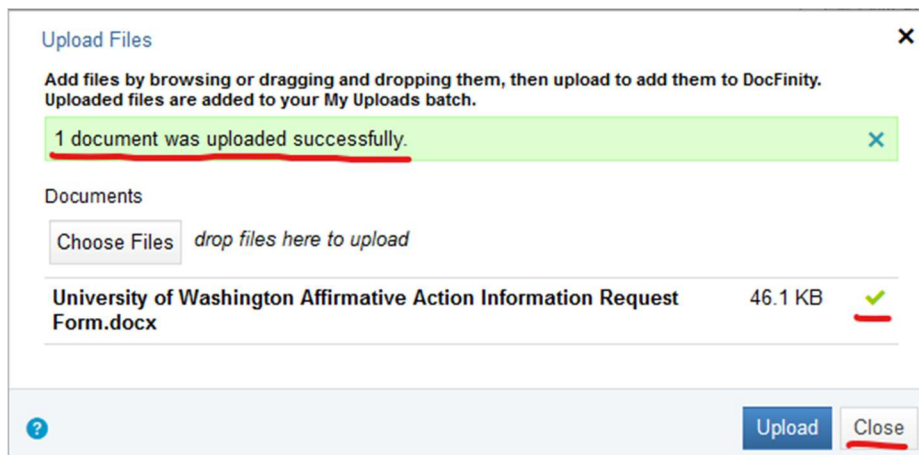 Upload Files
Add files by browsing or dragging and dropping them, then upload to add them to DocFinity.
Uploaded files are added to your My Uploads batch.
1 document was uploaded successfully.
Documents
Choose Files drop files here to upload
University of Washington Affirmative Action Information Request 46.1 KB
Form.docx
? Upload Close